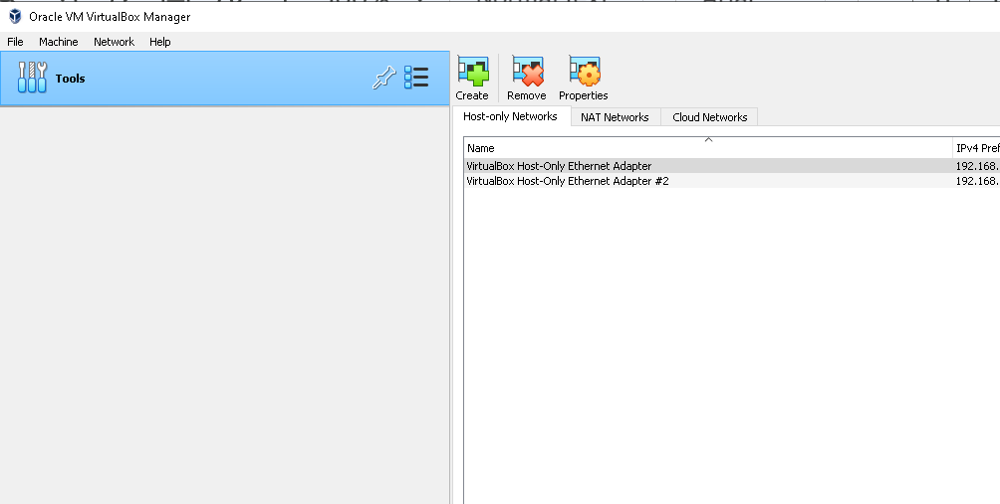 Oracle VM VirtualBox Manager
File Machine Network Help
Tools
Create Remove Properties
Host-only Networks NAT Networks Cloud Networks
Name IPv4 Pref
VirtualBox Host-Only Ethernet Adapter 192.168.
VirtualBox Host-Only Ethernet Adapter #2 192.168.